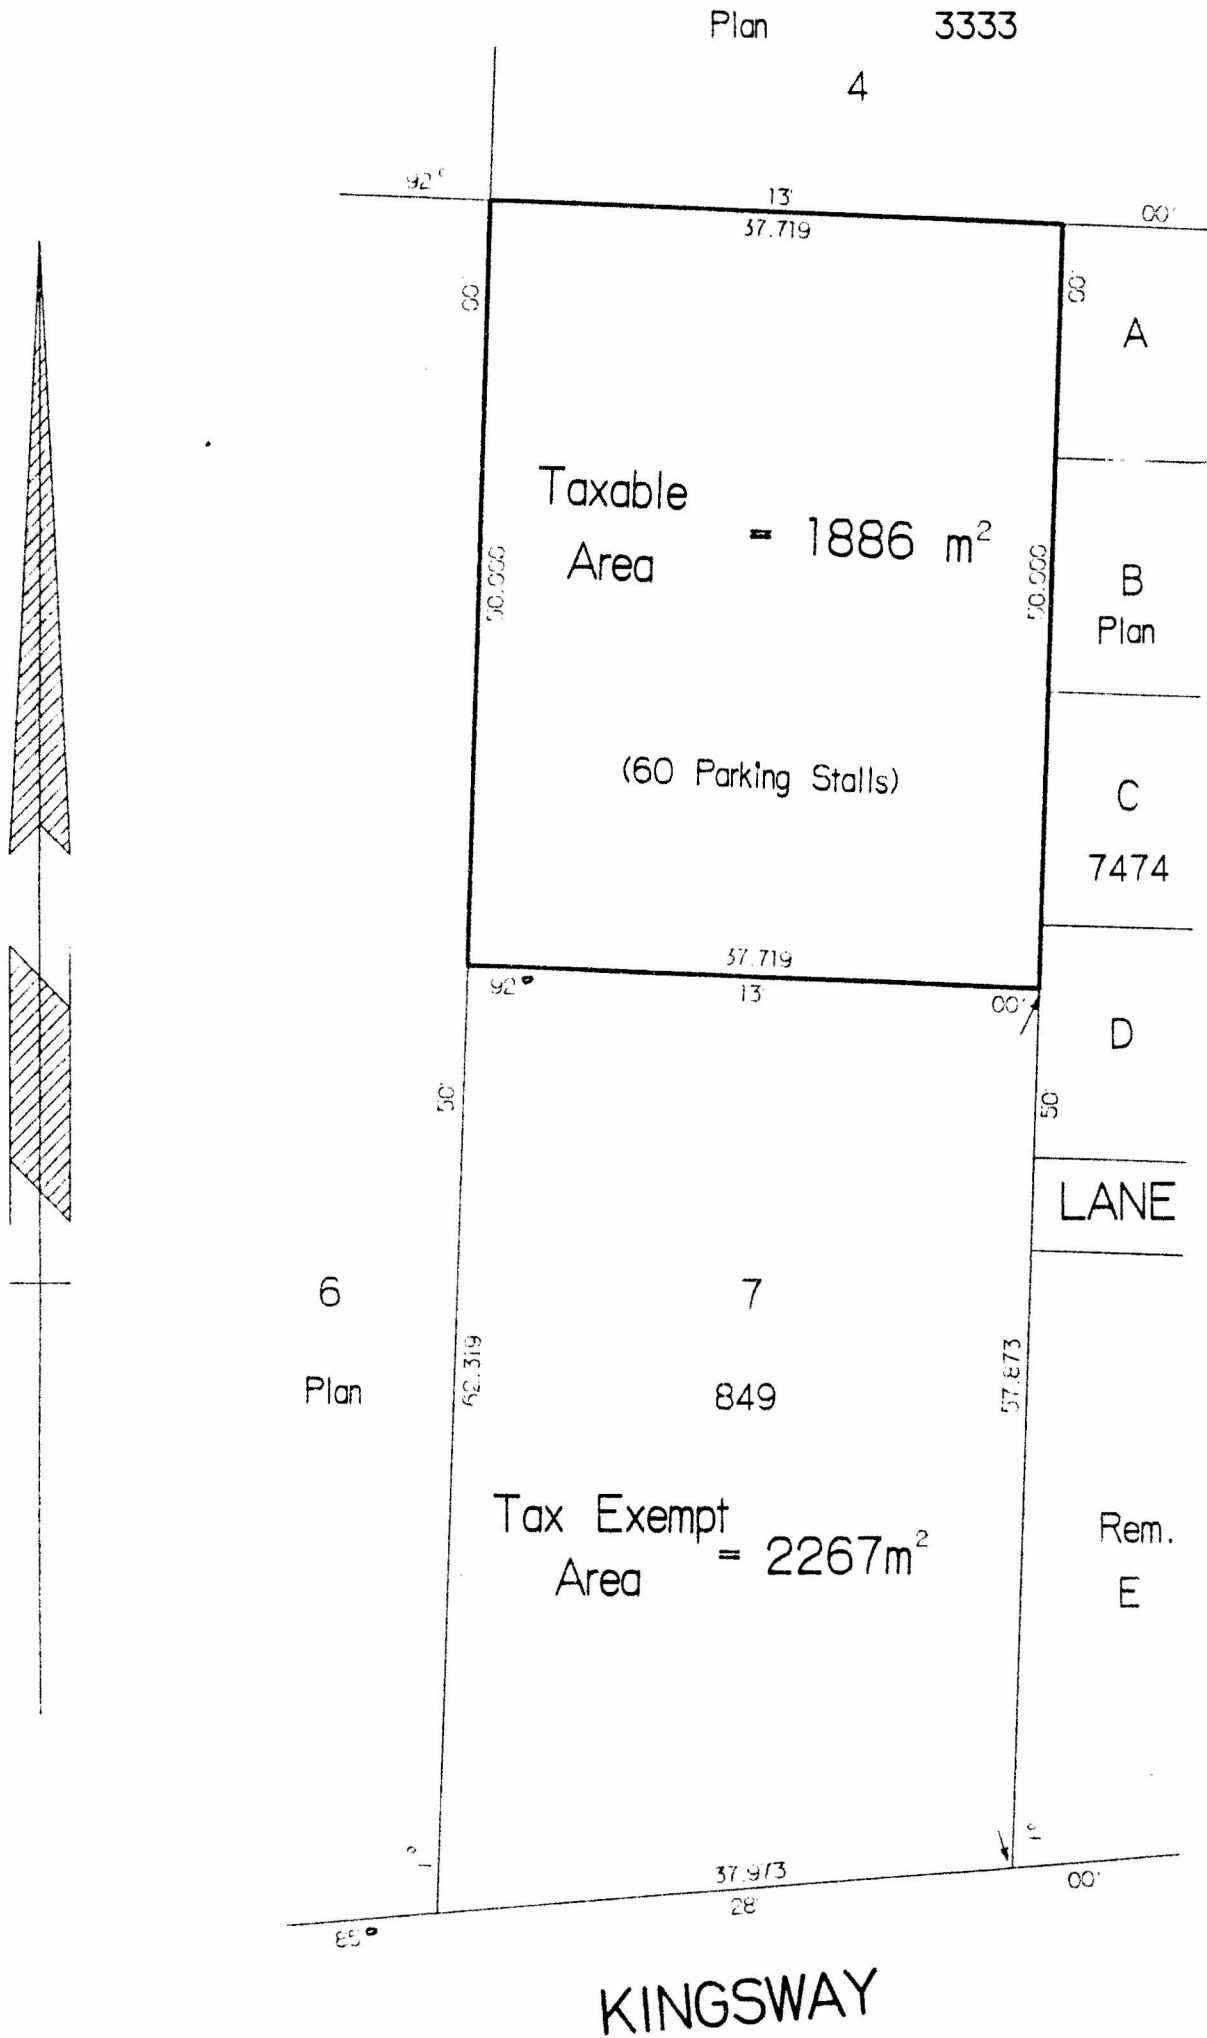 Plan 3333
4
92° 13' 00"
37.719
00"
00"
A
Taxable
Area = 1886 m²
50.000
50.000
B
Plan
(60 Parking Stalls)
C
7474
37.719
92° 13' 00"
D
50'
50'
LANE
6
7
Plan
849
62.319
57.873
Tax Exempt
Area = 2267m²
Rem.
E
1°
1°
37.973
85° 28' 00"
KINGSWAY